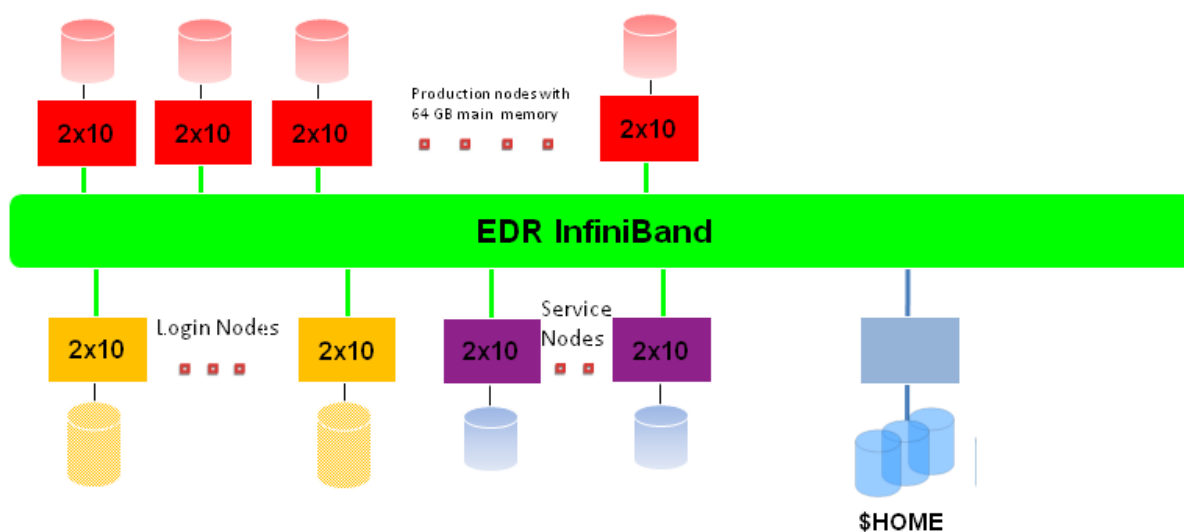 Production nodes with
64 GB main memory
2x10
2x10
2x10
2x10
EDR InfiniBand
2x10
Login Nodes
2x10
2x10
Service
Nodes
2x10
$HOME